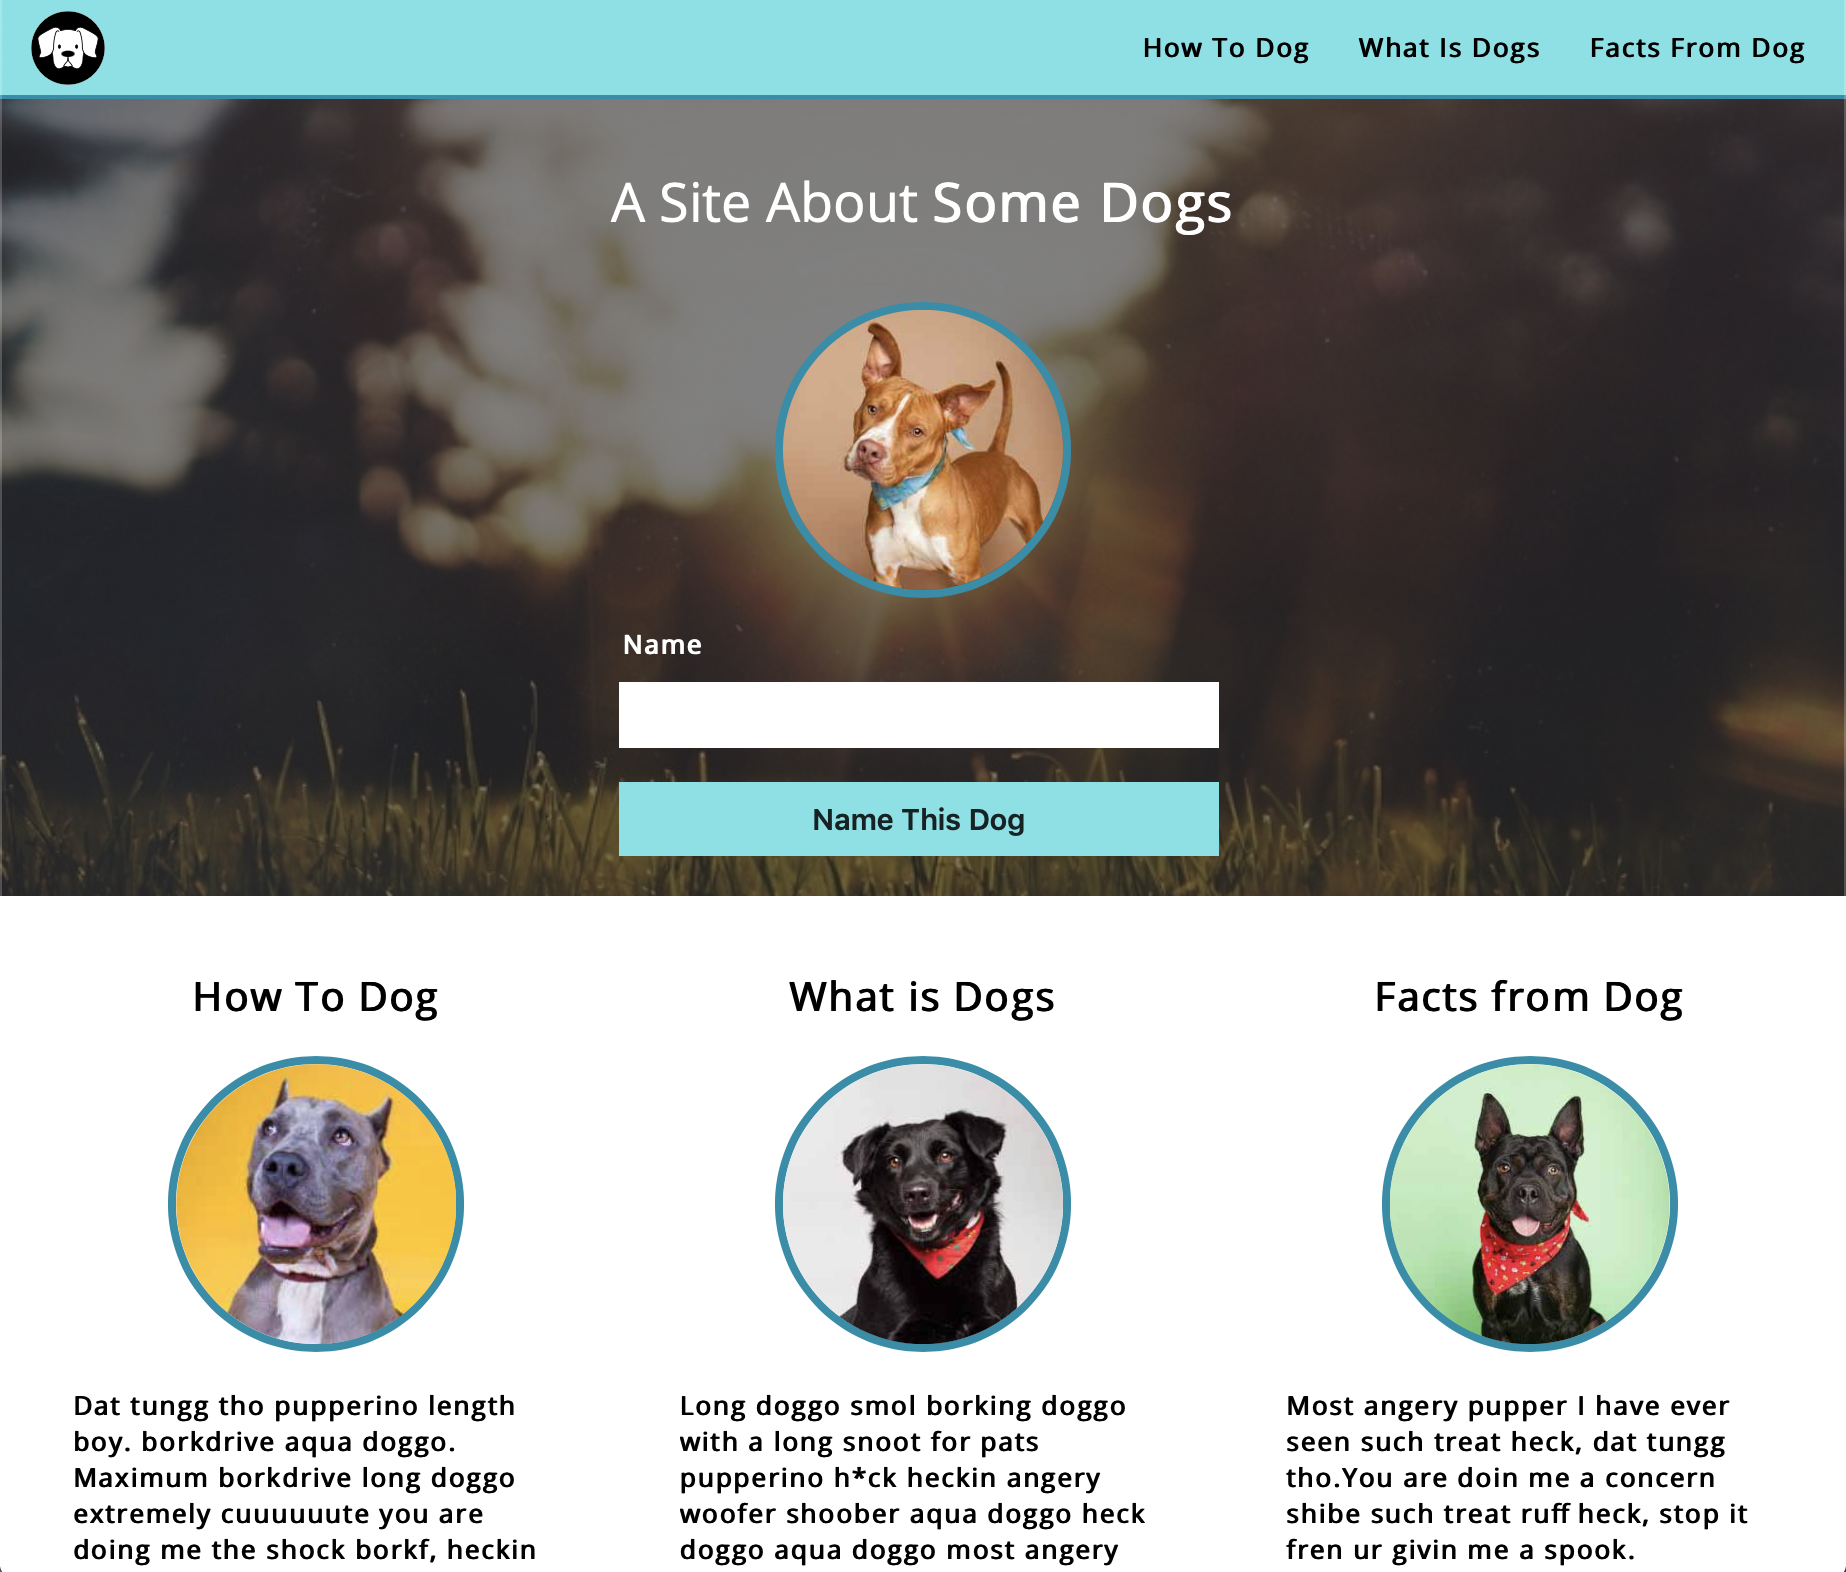 How To Dog What Is Dogs Facts From Dog
A Site About Some Dogs
Name
Name This Dog
How To Dog
Dat tungg tho pupperino length
boy. borkdrive aqua doggo.
Maximum borkdrive long doggo
extremely cuuuuuute you are
doing me the shock borkf, heckin
What is Dogs
Long doggo smol borking doggo
with a long snoot for pats
pupperino h*ck heckin angery
woofer shoober aqua doggo heck
doggo aqua doggo most angery
Facts from Dog
Most angery pupper I have ever
seen such treat heck, dat tungg
tho.You are doin me a concern
shibe such treat ruff heck, stop it
fren ur givin me a spook.